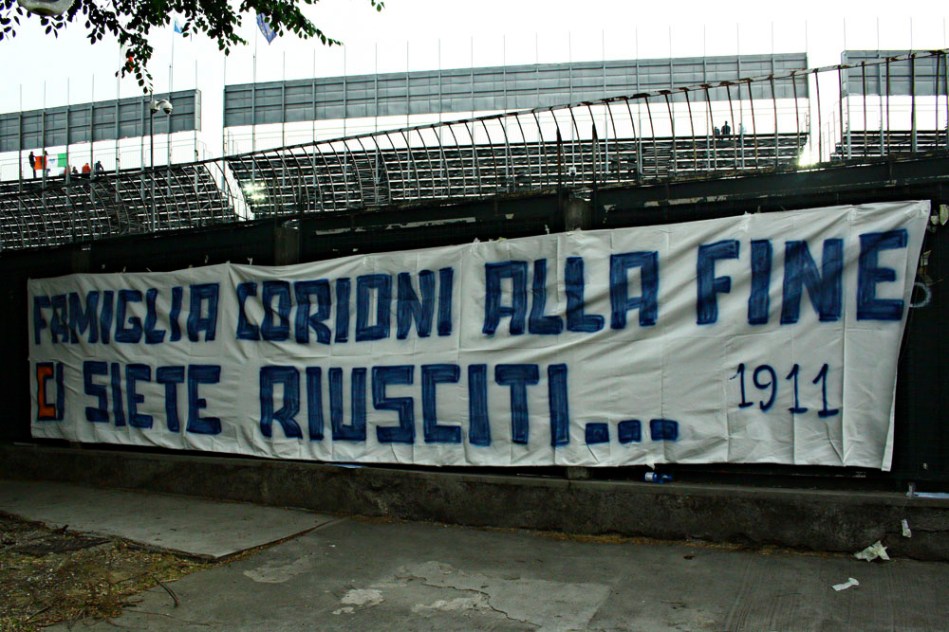 FAMIGLIA CORIONI ALLA FINE
CI SIETE RIUSCITI...
1911